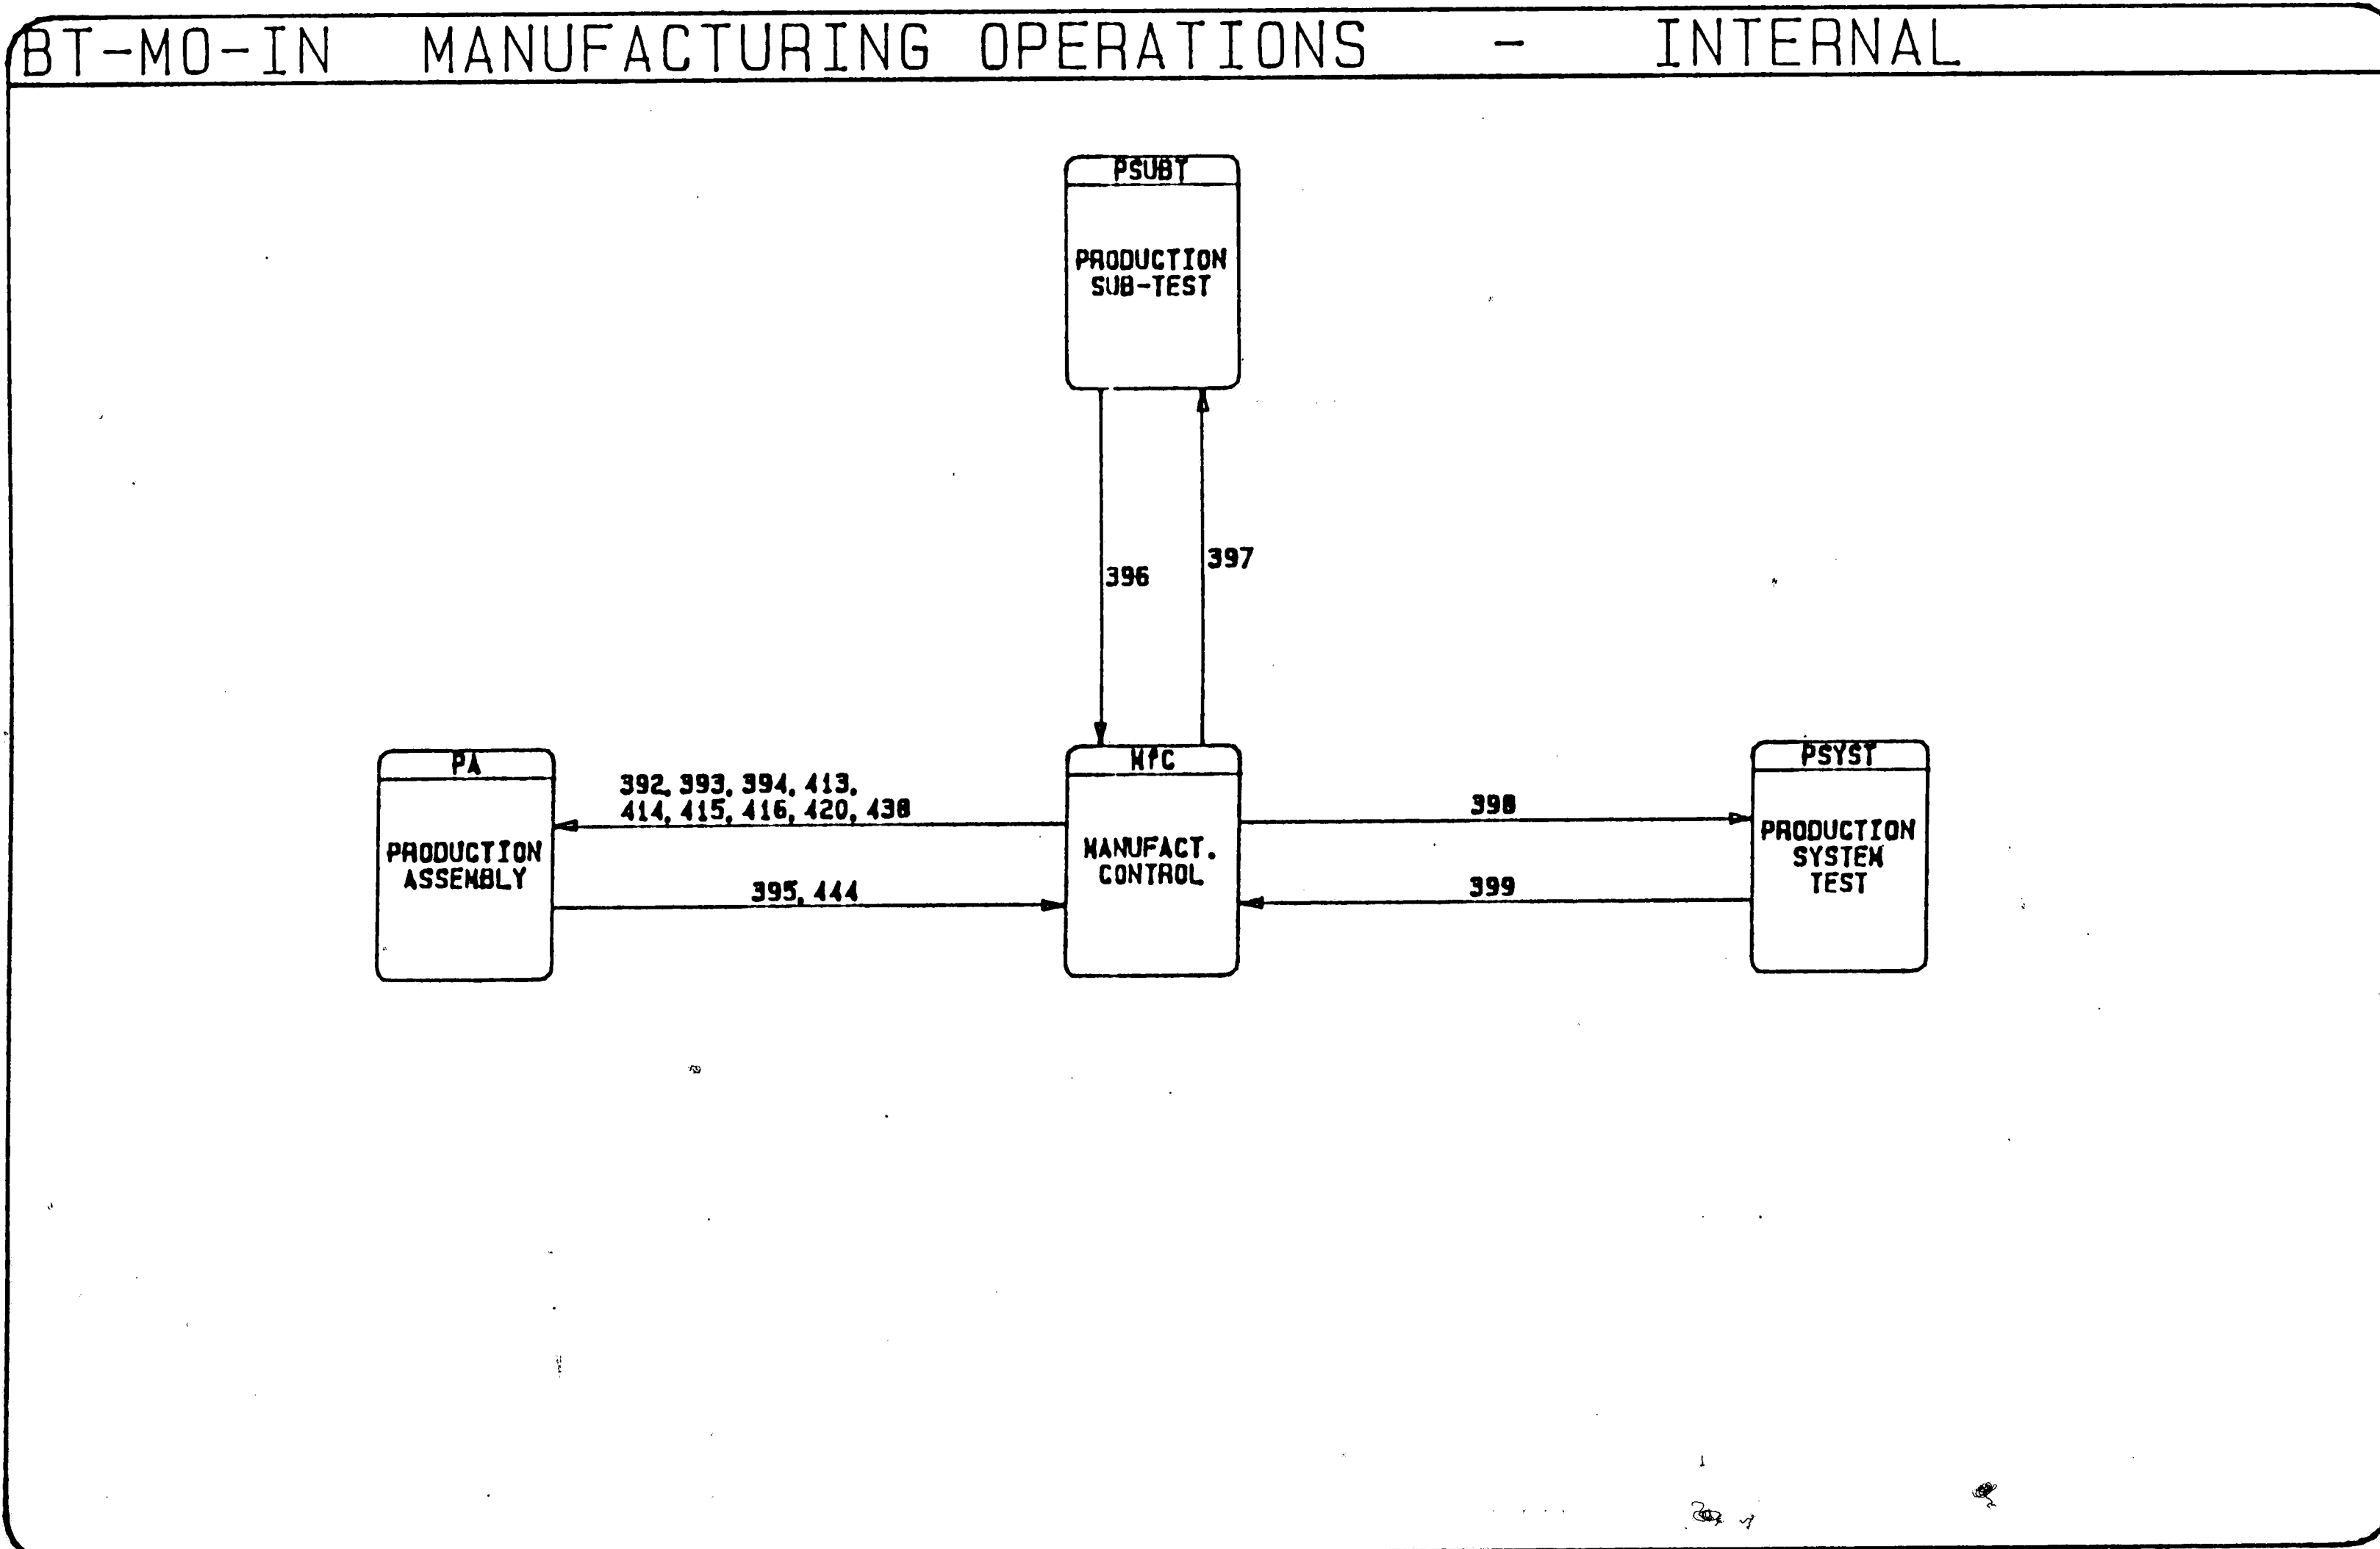 BT-MO-IN MANUFACTURING OPERATIONS - INTERNAL
PSUBT
PRODUCTION
SUB-TEST
396
397
PA
PRODUCTION
ASSEMBLY
392, 393, 394, 413,
414, 415, 416, 420, 438
395, 444
MFC
MANUFACT.
CONTROL
398
399
PSYST
PRODUCTION
SYSTEM
TEST